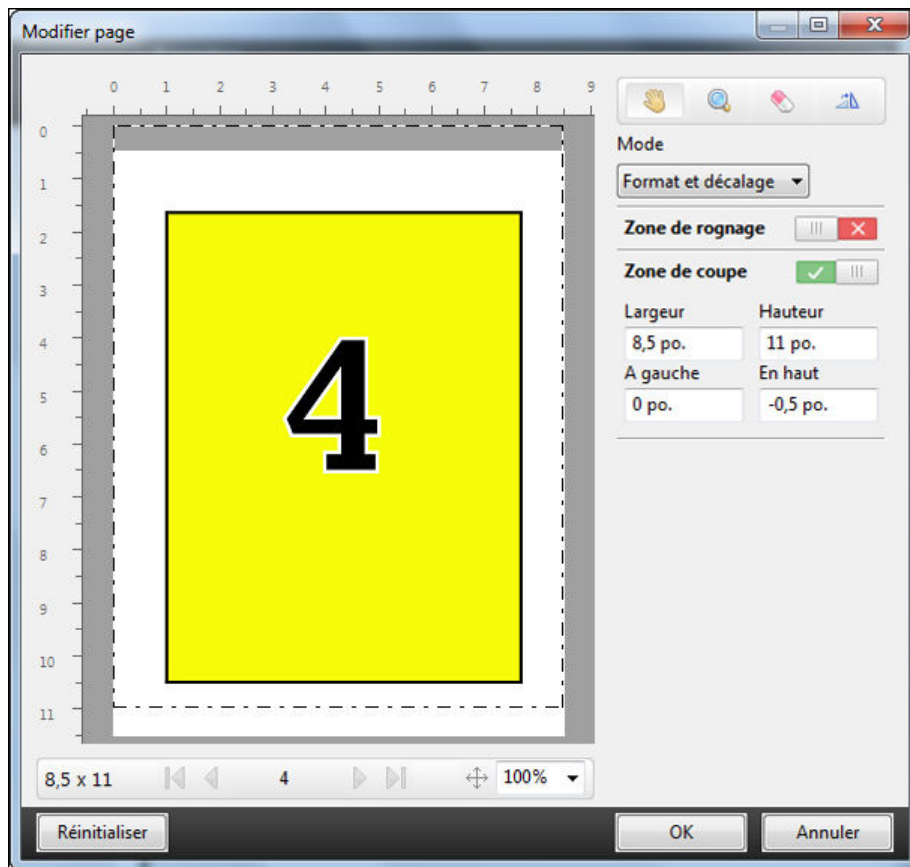 Modifier page
0 1 2 3 4 5 6 7 8 9
0
1
2
3
4
5
6
7
8
9
10
11
4
Mode
Format et décalage
Zone de rognage
Zone de coupe
Largeur Hauteur
8,5 po. 11 po.
A gauche En haut
0 po. -0,5 po.
8,5 x 11 4 100%
Réinitialiser OK Annuler